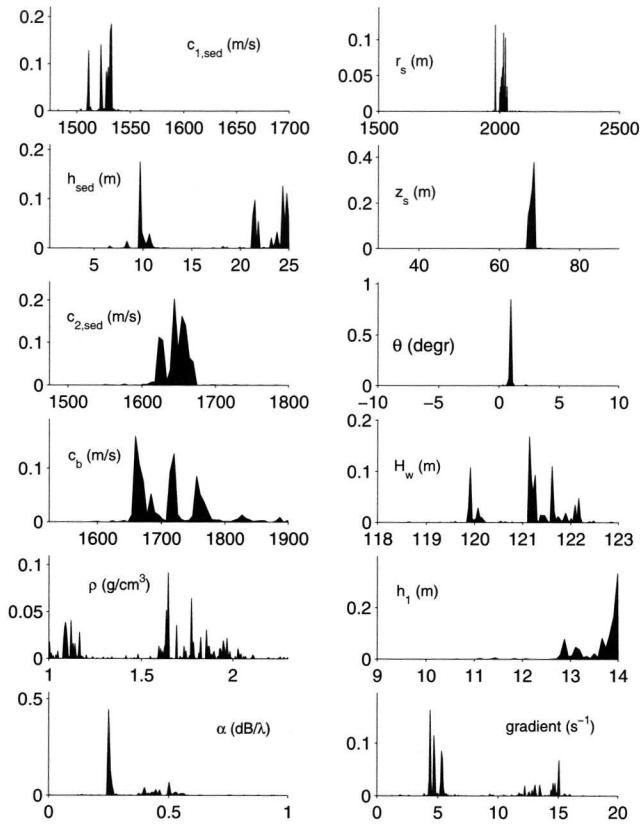 0.2
0.1
0
c1,sed (m/s)
1500 1550 1600 1650 1700
0.1
0.05
0
rs (m)
1500 2000 2500
0.2
0.1
0
hsed (m)
5 10 15 20 25
0.4
0.2
0
zs (m)
40 60 80
0.2
0.1
0
c2,sed (m/s)
1500 1600 1700 1800
1
0.5
0
θ (degr)
−10 −5 0 5 10
0.1
0
cb (m/s)
1600 1700 1800 1900
0.2
0.1
0
Hw (m)
118 119 120 121 122 123
0.1
0.05
0
ρ (g/cm³)
1 1.5 2
0.2
0
h1 (m)
9 10 11 12 13 14
0.5
0
α (dB/λ)
0 0.5 1
0.1
0
gradient (s⁻¹)
0 5 10 15 20